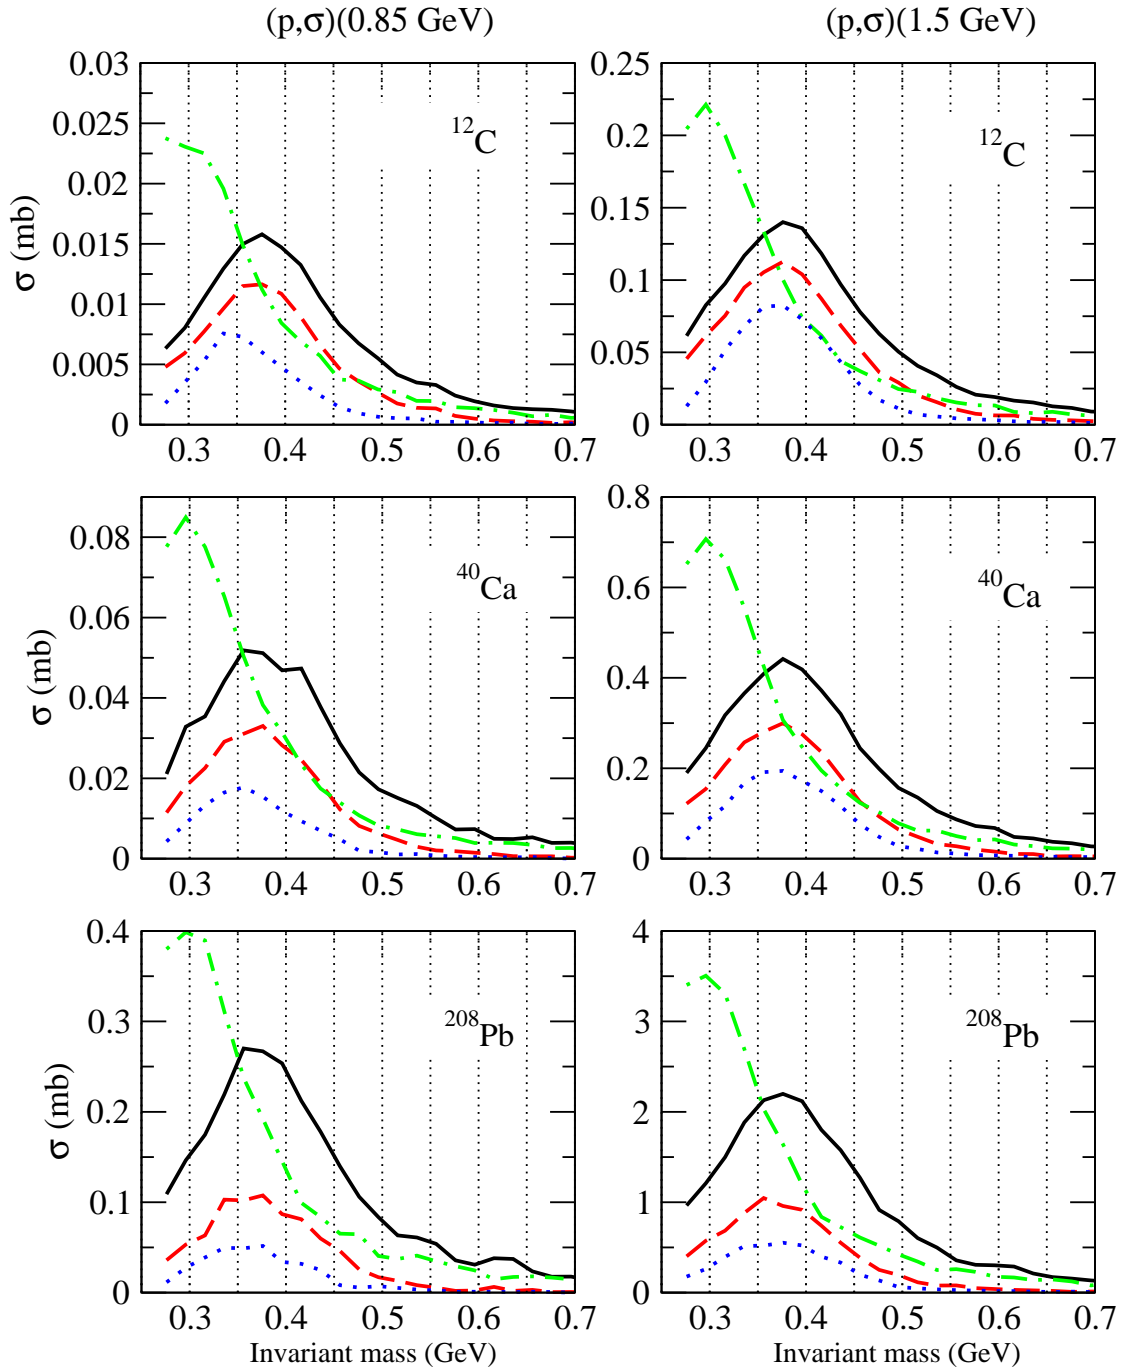 (p,σ)(0.85 GeV) (p,σ)(1.5 GeV)
0.03 0.25
0.025 0.2
0.02 0.15
0.015 0.1
0.01 0.05
0.005 0
0
σ (mb)
¹²C ¹²C
0.3 0.4 0.5 0.6 0.7 0.3 0.4 0.5 0.6 0.7
0.08 0.8
0.06 0.6
0.04 0.4
0.02 0.2
0 0
σ (mb)
⁴⁰Ca ⁴⁰Ca
0.3 0.4 0.5 0.6 0.7 0.3 0.4 0.5 0.6 0.7
0.4 4
0.3 3
0.2 2
0.1 1
0 0
σ (mb)
²⁰⁸Pb ²⁰⁸Pb
0.3 0.4 0.5 0.6 0.7 0.3 0.4 0.5 0.6 0.7
Invariant mass (GeV) Invariant mass (GeV)